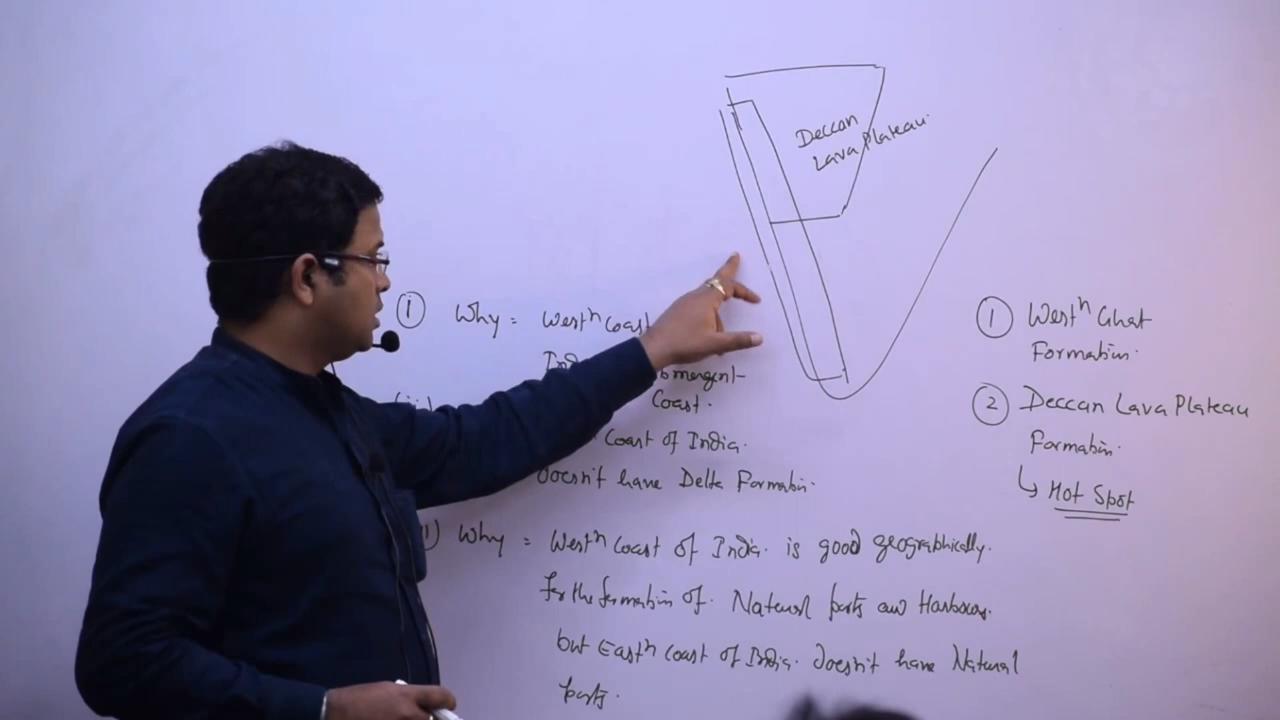 Deccan
Lava Plateau
① Why = Westⁿ Coast
mergent
Coast.
Coast of India.
doesn't have Delta Formation.
Why = Westⁿ Coast of India. is good geographically.
for the formation of. Natural ports and Harbours.
but Eastⁿ Coast of India. doesn't have Natural
ports.
① Westⁿ Ghat
Formation.
② Deccan Lava Plateau
Formation.
↳ Hot Spot